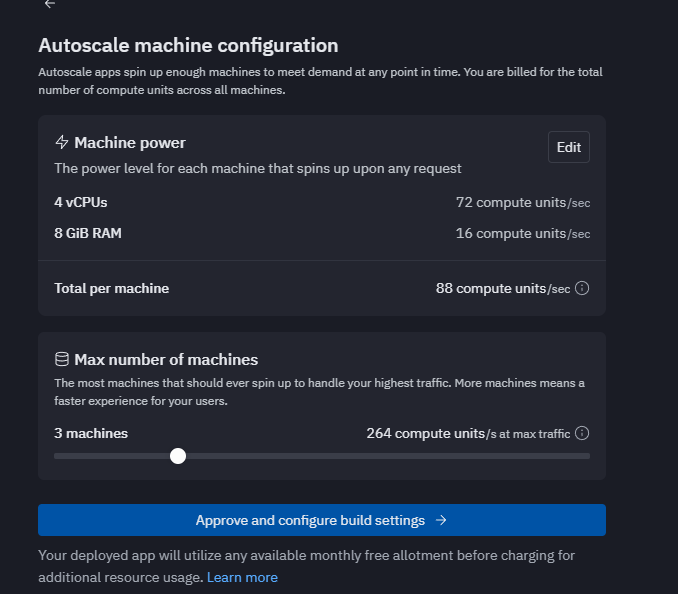 Autoscale machine configuration
Autoscale apps spin up enough machines to meet demand at any point in time. You are billed for the total
number of compute units across all machines.
Machine power
Edit
The power level for each machine that spins up upon any request
4 vCPUs 72 compute units/sec
8 GiB RAM 16 compute units/sec
Total per machine 88 compute units/sec
Max number of machines
The most machines that should ever spin up to handle your highest traffic. More machines means a
faster experience for your users.
3 machines 264 compute units/s at max traffic
Approve and configure build settings →
Your deployed app will utilize any available monthly free allotment before charging for
additional resource usage. Learn more